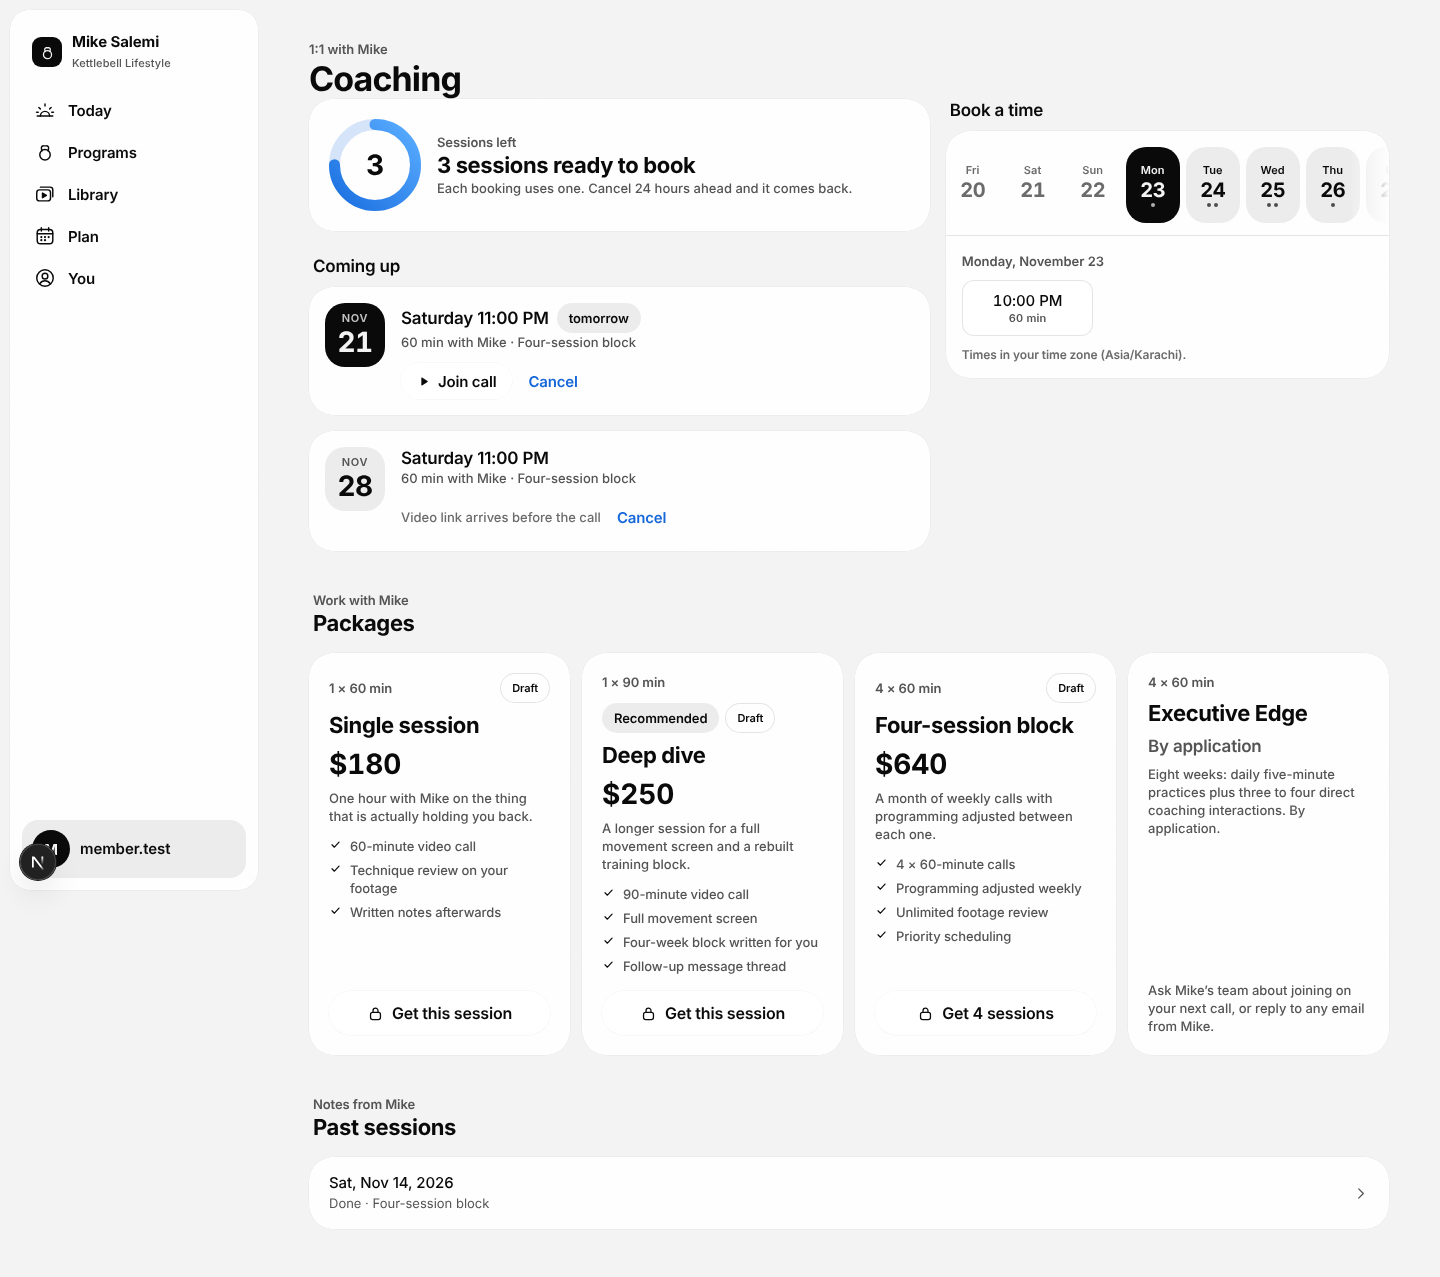 Mike Salemi
Kettlebell Lifestyle
Today
Programs
Library
Plan
You
member.test
N
1:1 with Mike
Coaching
3
Sessions left
3 sessions ready to book
Each booking uses one. Cancel 24 hours ahead and it comes back.
Coming up
NOV
21
Saturday 11:00 PM
tomorrow
60 min with Mike · Four-session block
Join call
Cancel
NOV
28
Saturday 11:00 PM
60 min with Mike · Four-session block
Video link arrives before the call
Cancel
Book a time
Fri
20
Sat
21
Sun
22
Mon
23
Tue
24
Wed
25
Thu
26
Monday, November 23
10:00 PM
60 min
Times in your time zone (Asia/Karachi).
Work with Mike
Packages
1 × 60 min
Draft
Single session
$180
One hour with Mike on the thing
that is actually holding you back.
60-minute video call
Technique review on your
footage
Written notes afterwards
Get this session
1 × 90 min
Recommended
Draft
Deep dive
$250
A longer session for a full
movement screen and a rebuilt
training block.
90-minute video call
Full movement screen
Four-week block written for you
Follow-up message thread
Get this session
4 × 60 min
Draft
Four-session block
$640
A month of weekly calls with
programming adjusted between
each one.
4 × 60-minute calls
Programming adjusted weekly
Unlimited footage review
Priority scheduling
Get 4 sessions
4 × 60 min
Executive Edge
By application
Eight weeks: daily five-minute
practices plus three to four direct
coaching interactions. By
application.
Ask Mike’s team about joining on
your next call, or reply to any email
from Mike.
Notes from Mike
Past sessions
Sat, Nov 14, 2026
Done · Four-session block